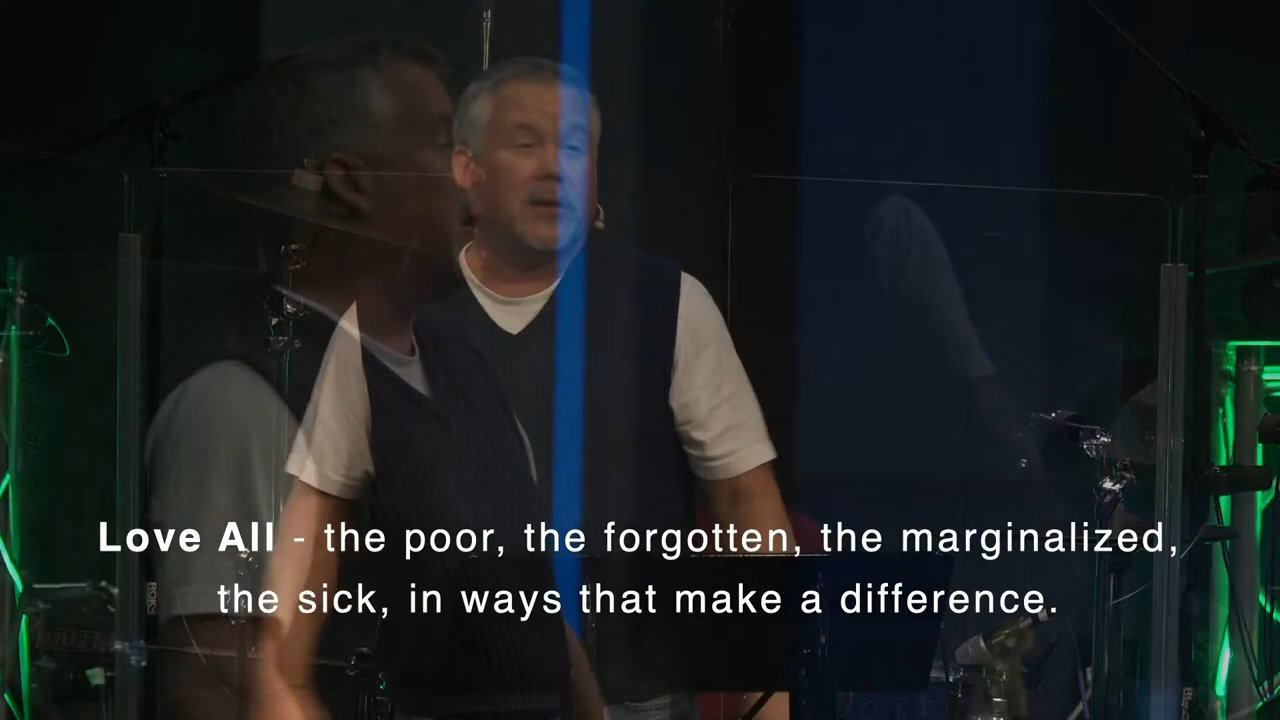 Love All - the poor, the forgotten, the marginalized,
the sick, in ways that make a difference.